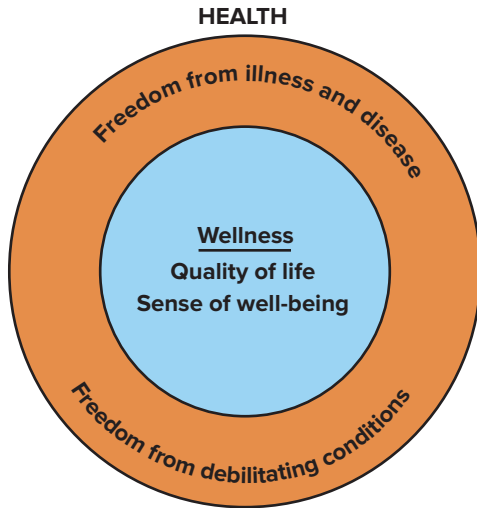 HEALTH
Freedom from illness and disease
Wellness
Quality of life
Sense of well-being
Freedom from debilitating conditions